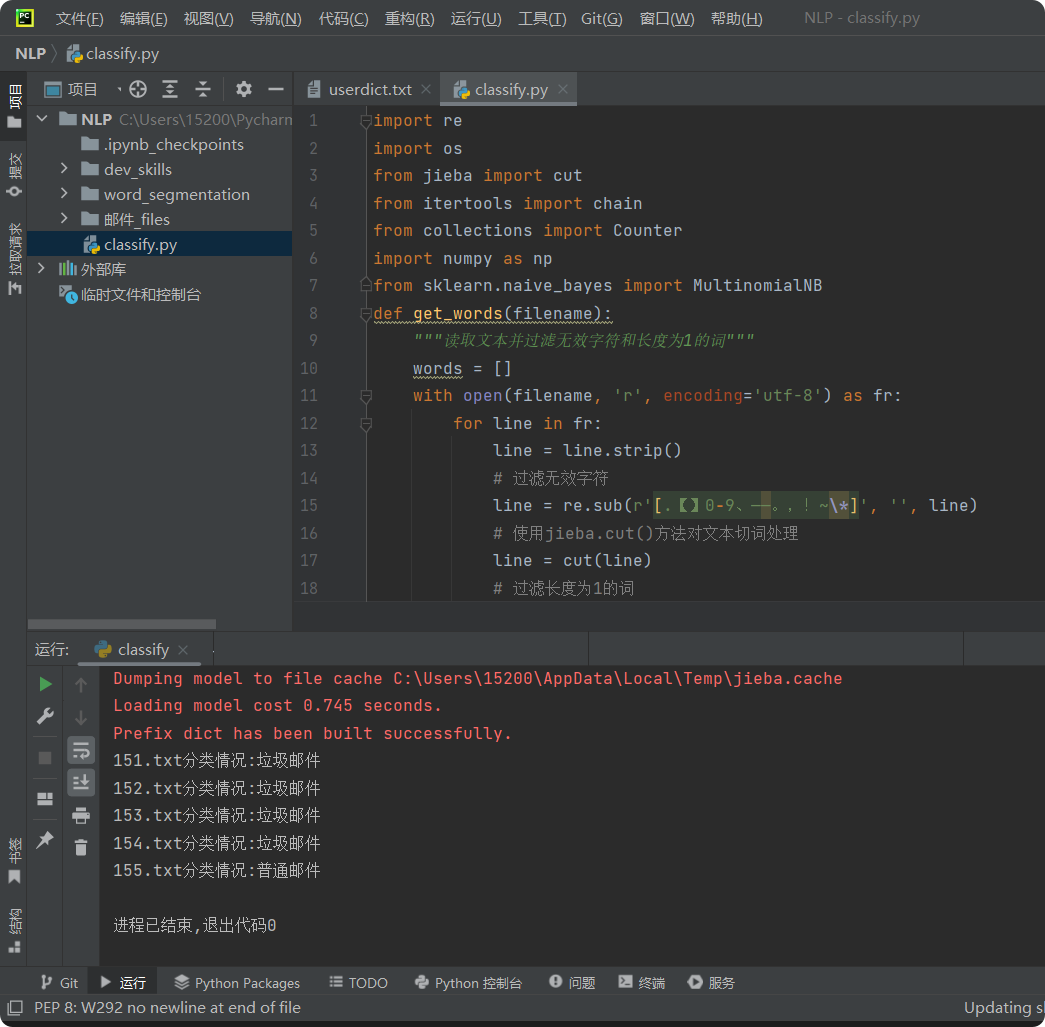 PC 文件(F) 编辑(E) 视图(V) 导航(N) 代码(C) 重构(R) 运行(U) 工具(T) Git(G) 窗口(W) 帮助(H) NLP - classify.py
NLP classify.py
项目
提交
拉取请求
项目
NLP C:\Users\15200\Pycharm
.ipynb_checkpoints
dev_skills
word_segmentation
邮件_files
classify.py
外部库
临时文件和控制台
userdict.txt classify.py
1 import re
2 import os
3 from jieba import cut
4 from itertools import chain
5 from collections import Counter
6 import numpy as np
7 from sklearn.naive_bayes import MultinomialNB
8 def get_words(filename):
9 """读取文本并过滤无效字符和长度为1的词"""
10 words = []
11 with open(filename, 'r', encoding='utf-8') as fr:
12 for line in fr:
13 line = line.strip()
14 # 过滤无效字符
15 line = re.sub(r'[.【】0-9、——。，！~\*]', '', line)
16 # 使用jieba.cut()方法对文本切词处理
17 line = cut(line)
18 # 过滤长度为1的词
运行: classify
Dumping model to file cache C:\Users\15200\AppData\Local\Temp\jieba.cache
Loading model cost 0.745 seconds.
Prefix dict has been built successfully.
151.txt分类情况:垃圾邮件
152.txt分类情况:垃圾邮件
153.txt分类情况:垃圾邮件
154.txt分类情况:垃圾邮件
155.txt分类情况:普通邮件
进程已结束,退出代码0
书签
结构
Git 运行 Python Packages TODO Python 控制台 问题 终端 服务
PEP 8: W292 no newline at end of file Updating